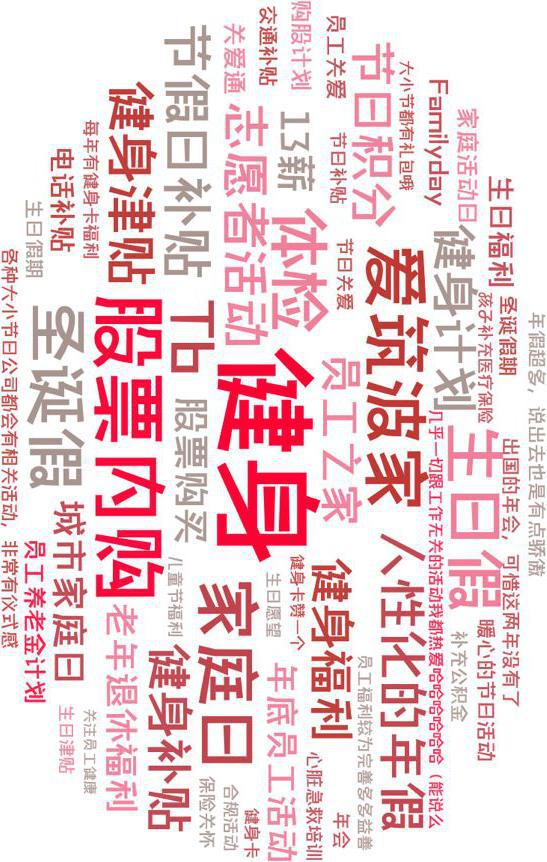 购股计划
交通补贴
员工关爱
关爱通
节假日补贴
健身津贴
每年有健身卡福利
电话补贴
生日假期
13薪
节日补贴
节日积分
大小节都有礼包哦
Familyday
家庭活动日
生日福利
志愿者活动
体检
节日关爱
爱筑波家
健身计划
圣诞假期
孩子补充医疗保险
年假超多，说出去也是有点骄傲
各种大小节日公司都会有相关活动，非常有仪式感
圣诞假
股票内购
Tb
股票购买
健身
员工之家
几乎一切跟工作无关的活动我都热爱哈哈哈哈哈（能说么
生日假
出国的年会，可惜这两年没有了
员工养老金计划
城市家庭日
老年退休福利
儿童节福利
家庭日
生日愿望
健身卡赞一个
健身福利
人性化的年假
补充公积金
暖心的节日活动
生日津贴
关注员工健康
健身补贴
保险关怀
合规活动
健身卡
年底员工活动
心脏急救培训
年会
员工福利较为完善多多益善